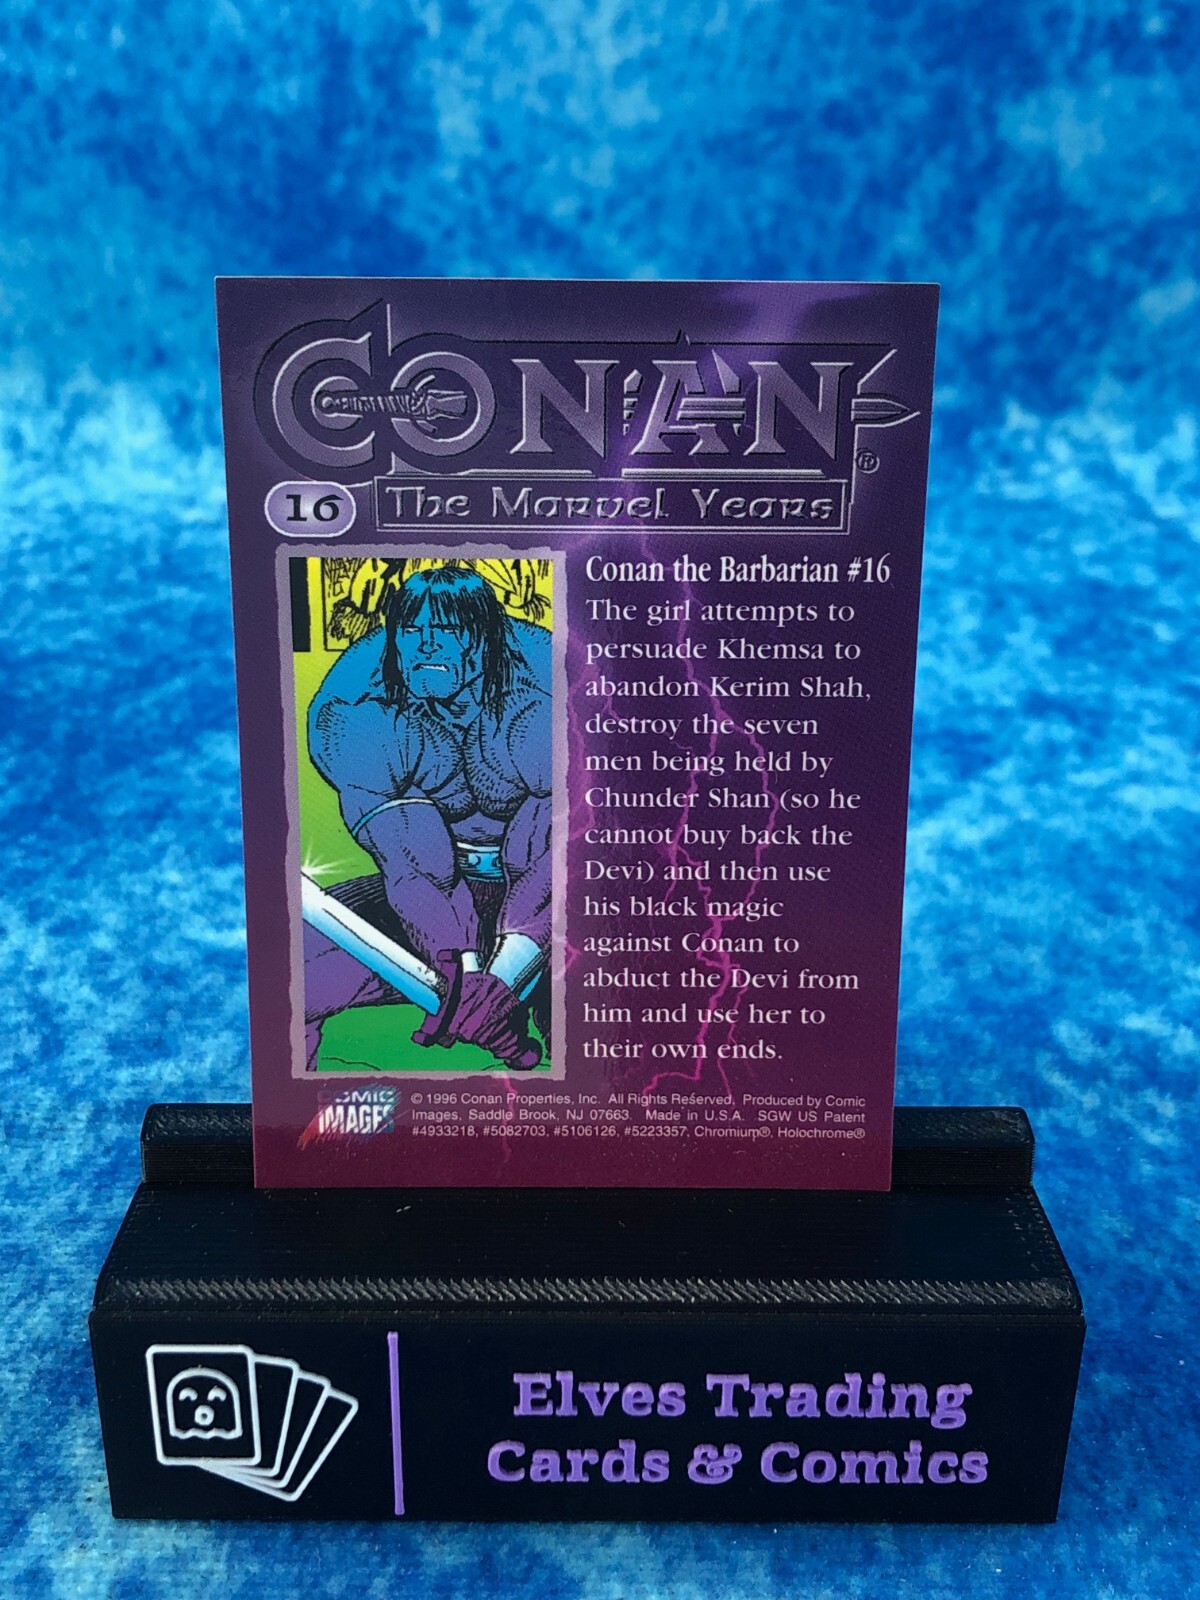 CONAN®
The Marvel Years
16
Conan the Barbarian #16
The girl attempts to
persuade Khemsa to
abandon Kerim Shah,
destroy the seven
men being held by
Chunder Shan (so he
cannot buy back the
Devi) and then use
his black magic
against Conan to
abduct the Devi from
him and use her to
their own ends.
COMIC
IMAGES
© 1996 Conan Properties, Inc. All Rights Reserved. Produced by Comic
Images, Saddle Brook, NJ 07663. Made in U.S.A. SGW US Patent
#4933218, #5082703, #5106126, #5223357, Chromium®, Holochrome®
Elves Trading
Cards & Comics